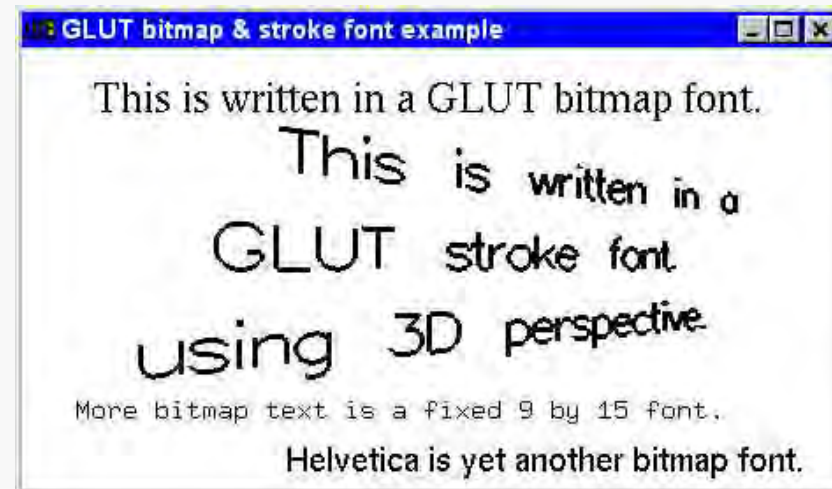 GLUT bitmap & stroke font example
This is written in a GLUT bitmap font.
This is written in a
GLUT stroke font
using 3D perspective.
More bitmap text is a fixed 9 by 15 font.
Helvetica is yet another bitmap font.